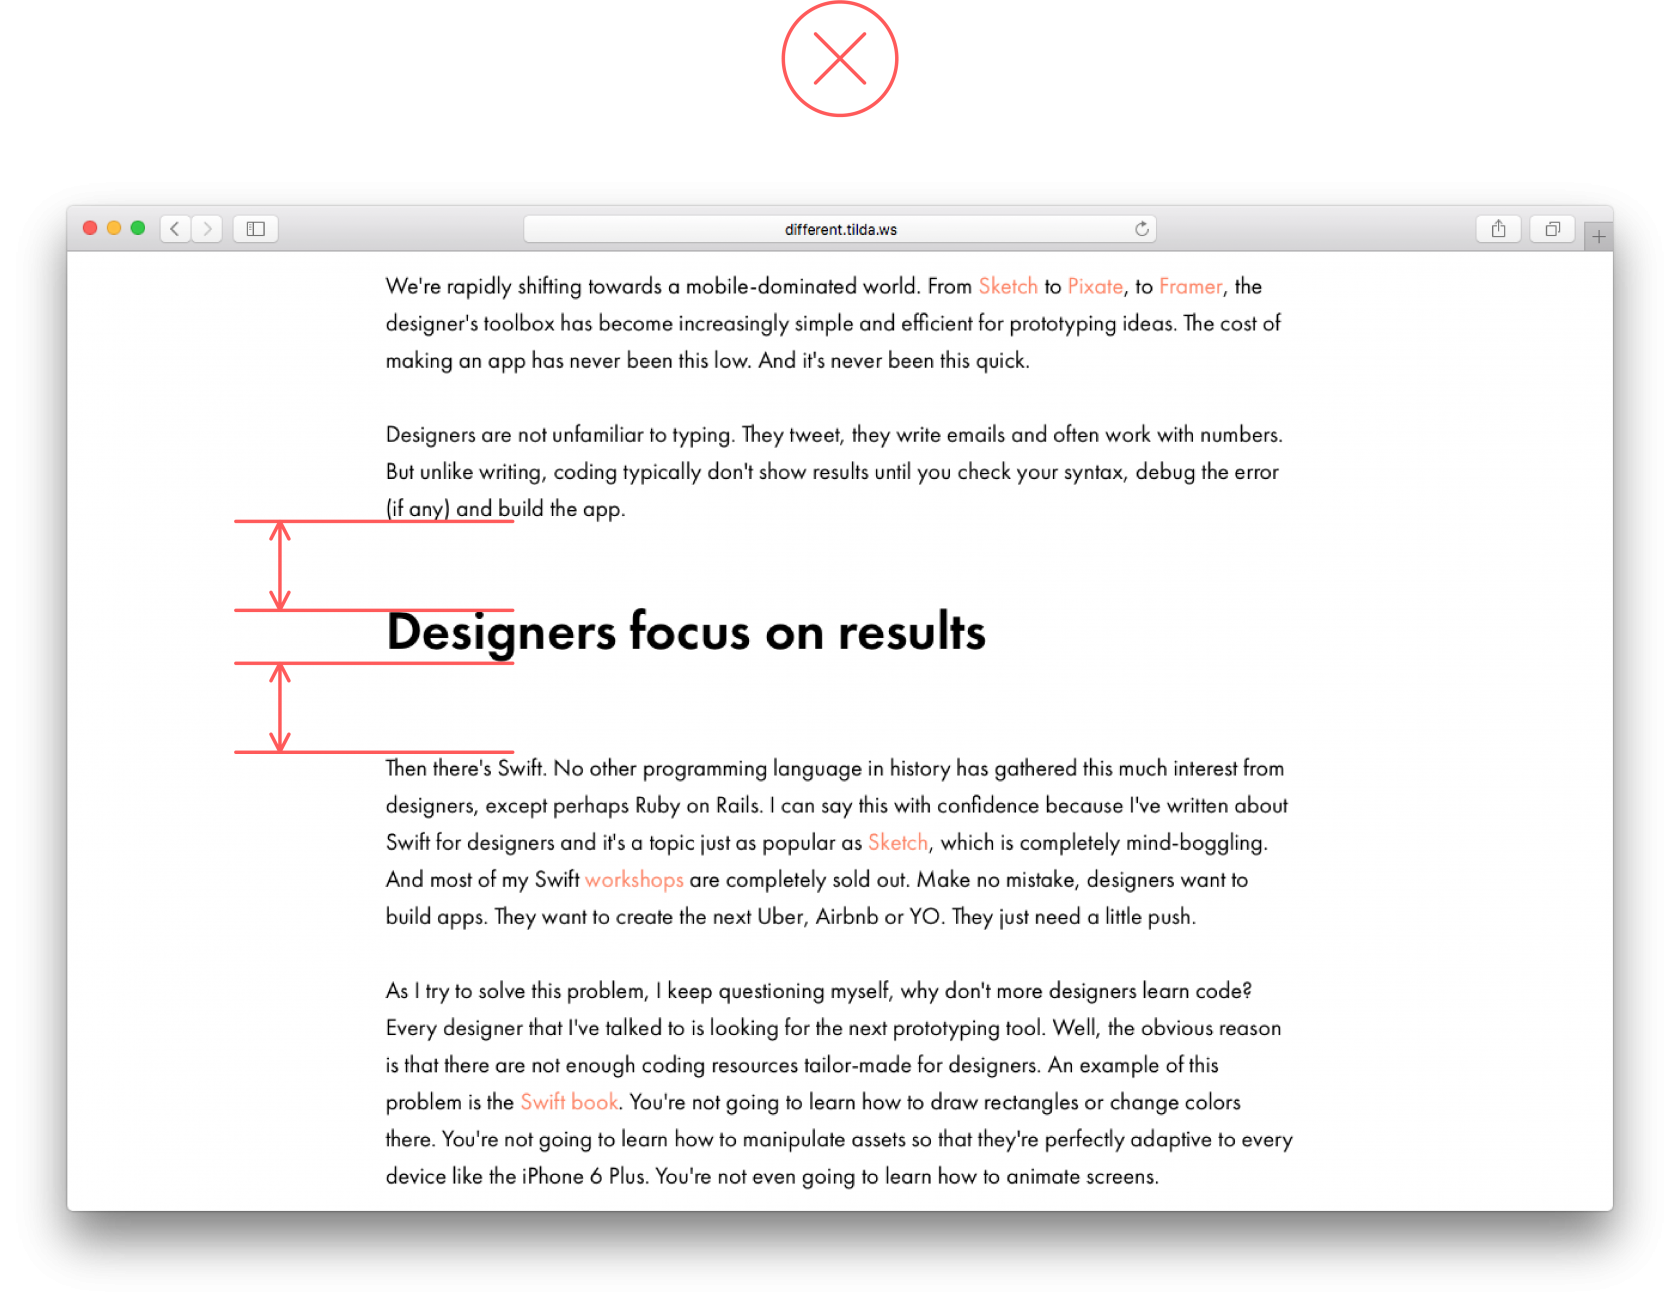 different.tilda.ws
We're rapidly shifting towards a mobile-dominated world. From Sketch to Pixate, to Framer, the
designer's toolbox has become increasingly simple and efficient for prototyping ideas. The cost of
making an app has never been this low. And it's never been this quick.
Designers are not unfamiliar to typing. They tweet, they write emails and often work with numbers.
But unlike writing, coding typically don't show results until you check your syntax, debug the error
(if any) and build the app.
Designers focus on results
Then there's Swift. No other programming language in history has gathered this much interest from
designers, except perhaps Ruby on Rails. I can say this with confidence because I've written about
Swift for designers and it's a topic just as popular as Sketch, which is completely mind-boggling.
And most of my Swift workshops are completely sold out. Make no mistake, designers want to
build apps. They want to create the next Uber, Airbnb or YO. They just need a little push.
As I try to solve this problem, I keep questioning myself, why don't more designers learn code?
Every designer that I've talked to is looking for the next prototyping tool. Well, the obvious reason
is that there are not enough coding resources tailor-made for designers. An example of this
problem is the Swift book. You're not going to learn how to draw rectangles or change colors
there. You're not going to learn how to manipulate assets so that they're perfectly adaptive to every
device like the iPhone 6 Plus. You're not even going to learn how to animate screens.